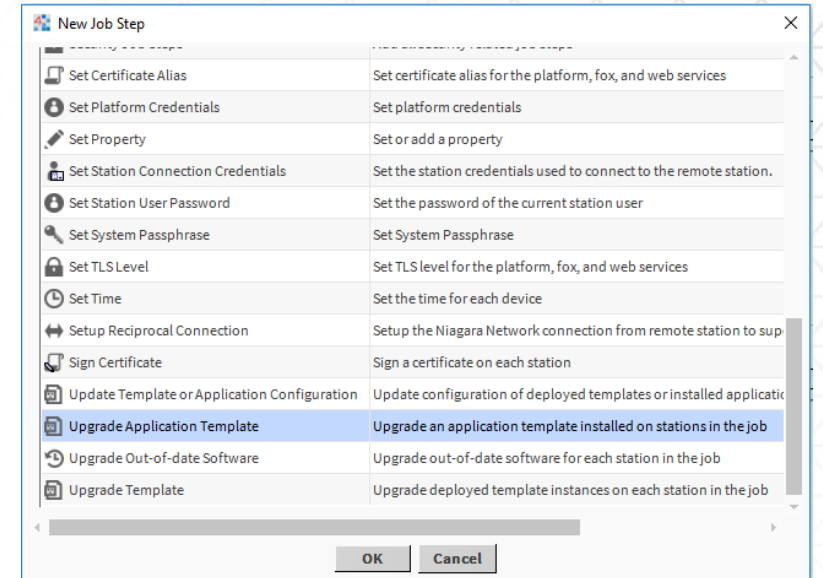 New Job Step
Set Certificate Alias Set certificate alias for the platform, fox, and web services
Set Platform Credentials Set platform credentials
Set Property Set or add a property
Set Station Connection Credentials Set the station credentials used to connect to the remote station.
Set Station User Password Set the password of the current station user
Set System Passphrase Set System Passphrase
Set TLS Level Set TLS level for the platform, fox, and web services
Set Time Set the time for each device
Setup Reciprocal Connection Setup the Niagara Network connection from remote station to sup
Sign Certificate Sign a certificate on each station
Update Template or Application Configuration Update configuration of deployed templates or installed applicatio
Upgrade Application Template Upgrade an application template installed on stations in the job
Upgrade Out-of-date Software Upgrade out-of-date software for each station in the job
Upgrade Template Upgrade deployed template instances on each station in the job
OK Cancel